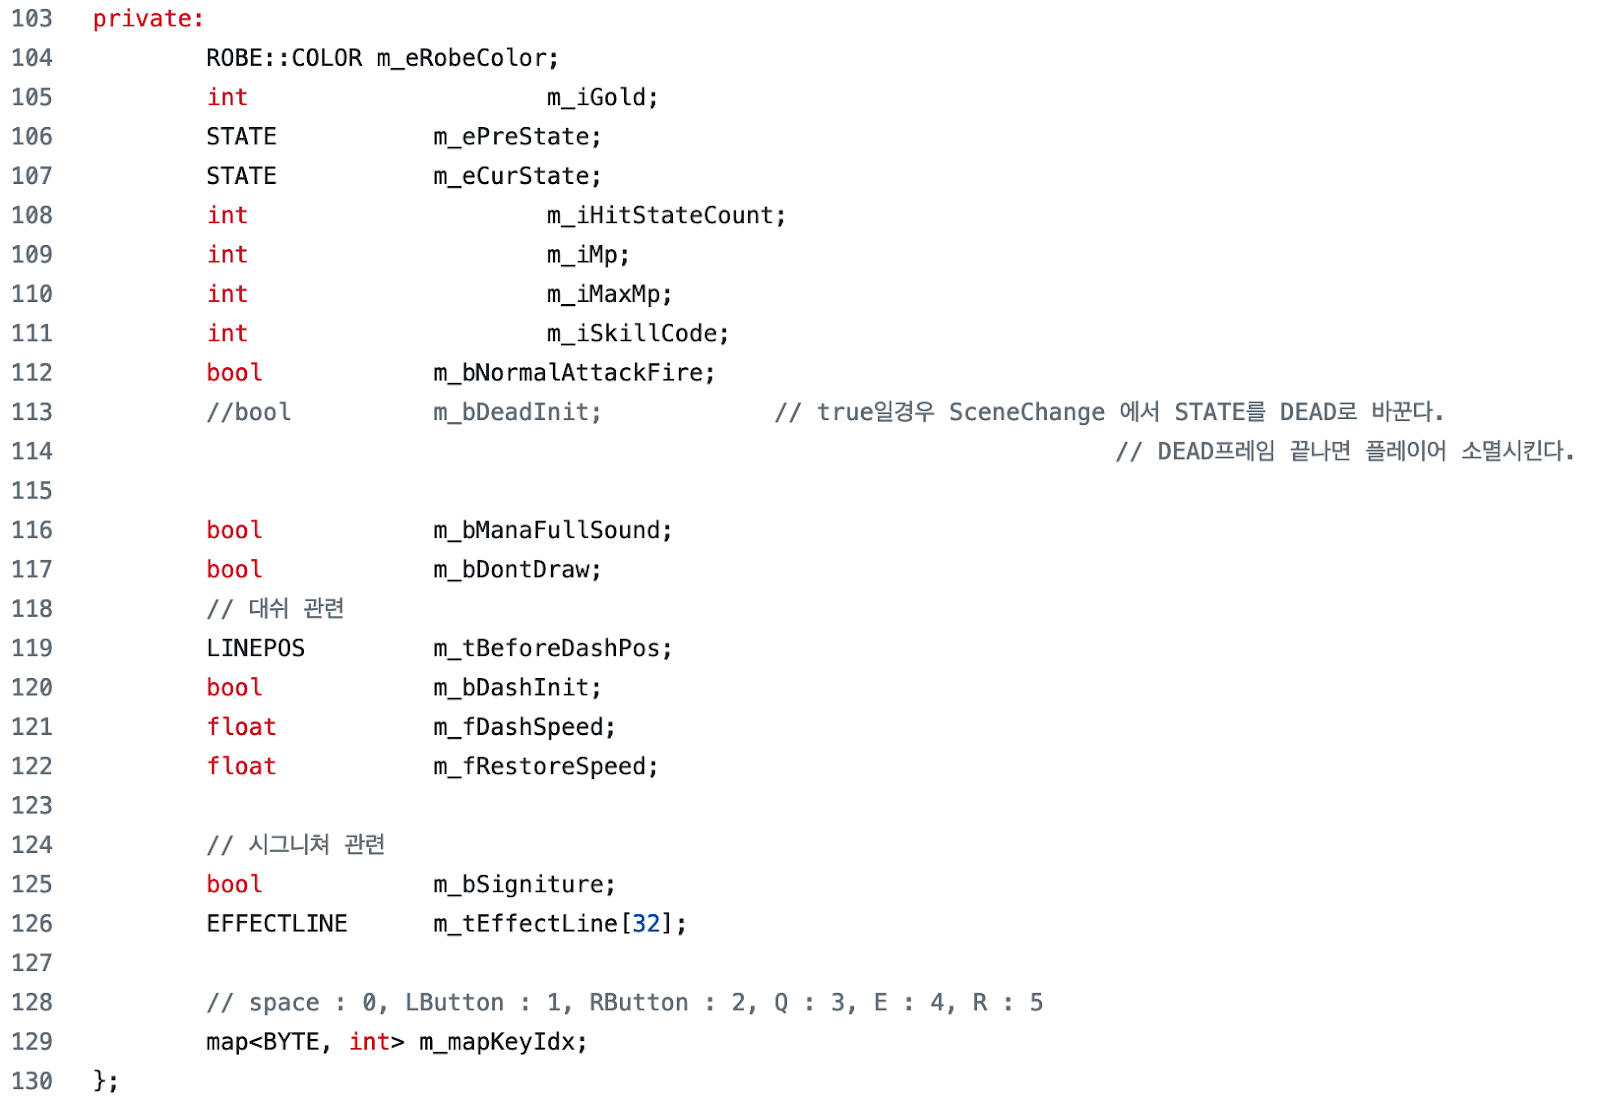 103 private:
104 ROBE::COLOR m_eRobeColor;
105 int m_iGold;
106 STATE m_ePreState;
107 STATE m_eCurState;
108 int m_iHitStateCount;
109 int m_iMp;
110 int m_iMaxMp;
111 int m_iSkillCode;
112 bool m_bNormalAttackFire;
113 //bool m_bDeadInit; // true일경우 SceneChange 에서 STATE를 DEAD로 바꾼다.
114 // DEAD프레임 끝나면 플레이어 소멸시킨다.
115
116 bool m_bManaFullSound;
117 bool m_bDontDraw;
118 // 대쉬 관련
119 LINEPOS m_tBeforeDashPos;
120 bool m_bDashInit;
121 float m_fDashSpeed;
122 float m_fRestoreSpeed;
123
124 // 시그니쳐 관련
125 bool m_bSigniture;
126 EFFECTLINE m_tEffectLine[32];
127
128 // space : 0, LButton : 1, RButton : 2, Q : 3, E : 4, R : 5
129 map<BYTE, int> m_mapKeyIdx;
130 };